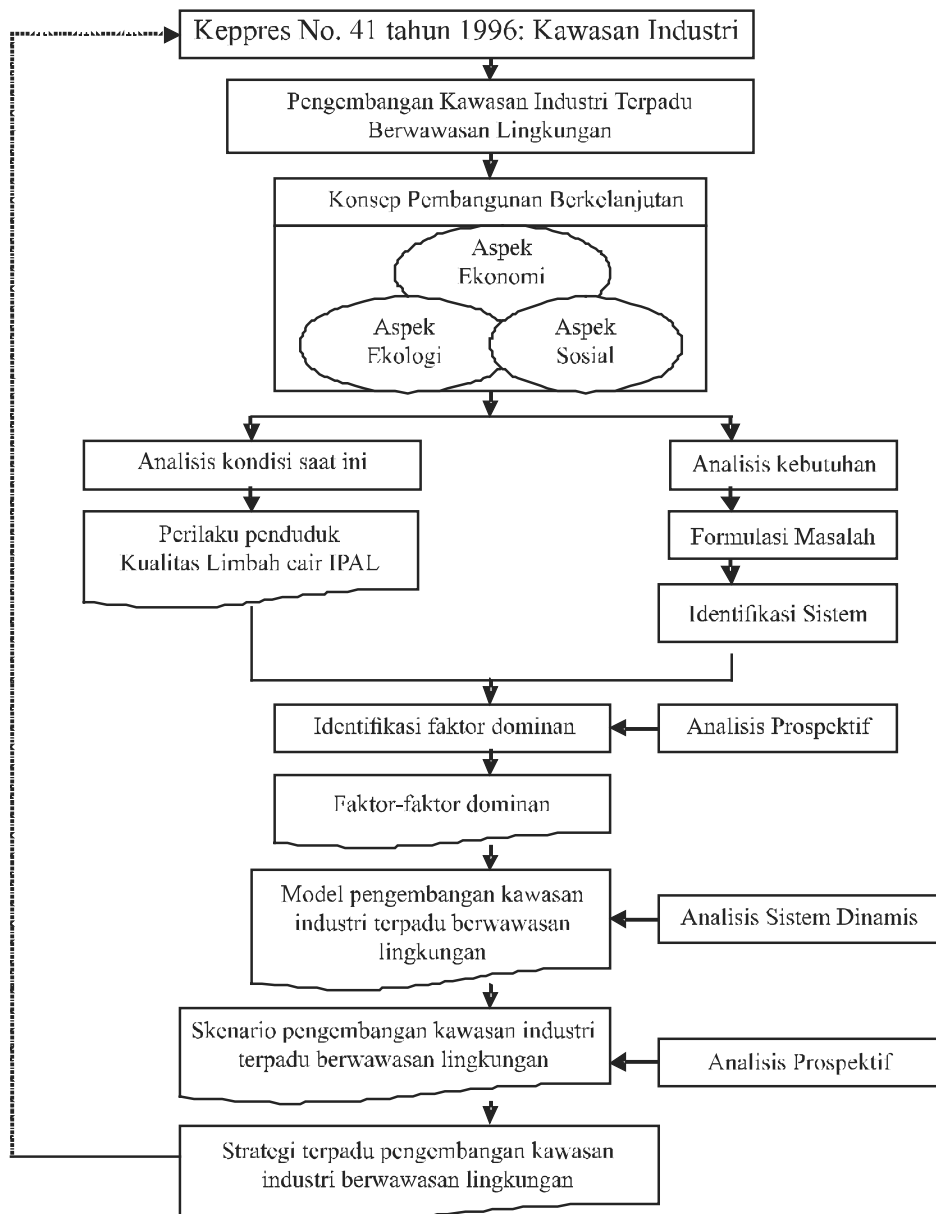 Keppres No. 41 tahun 1996: Kawasan Industri
Pengembangan Kawasan Industri Terpadu
Berwawasan Lingkungan
Konsep Pembangunan Berkelanjutan
Aspek
Ekonomi
Aspek
Ekologi
Aspek
Sosial
Analisis kondisi saat ini
Analisis kebutuhan
Perilaku penduduk
Kualitas Limbah cair IPAL
Formulasi Masalah
Identifikasi Sistem
Identifikasi faktor dominan
Analisis Prospektif
Faktor-faktor dominan
Model pengembangan kawasan
industri terpadu berwawasan
lingkungan
Analisis Sistem Dinamis
Skenario pengembangan kawasan industri
terpadu berwawasan lingkungan
Analisis Prospektif
Strategi terpadu pengembangan kawasan
industri berwawasan lingkungan